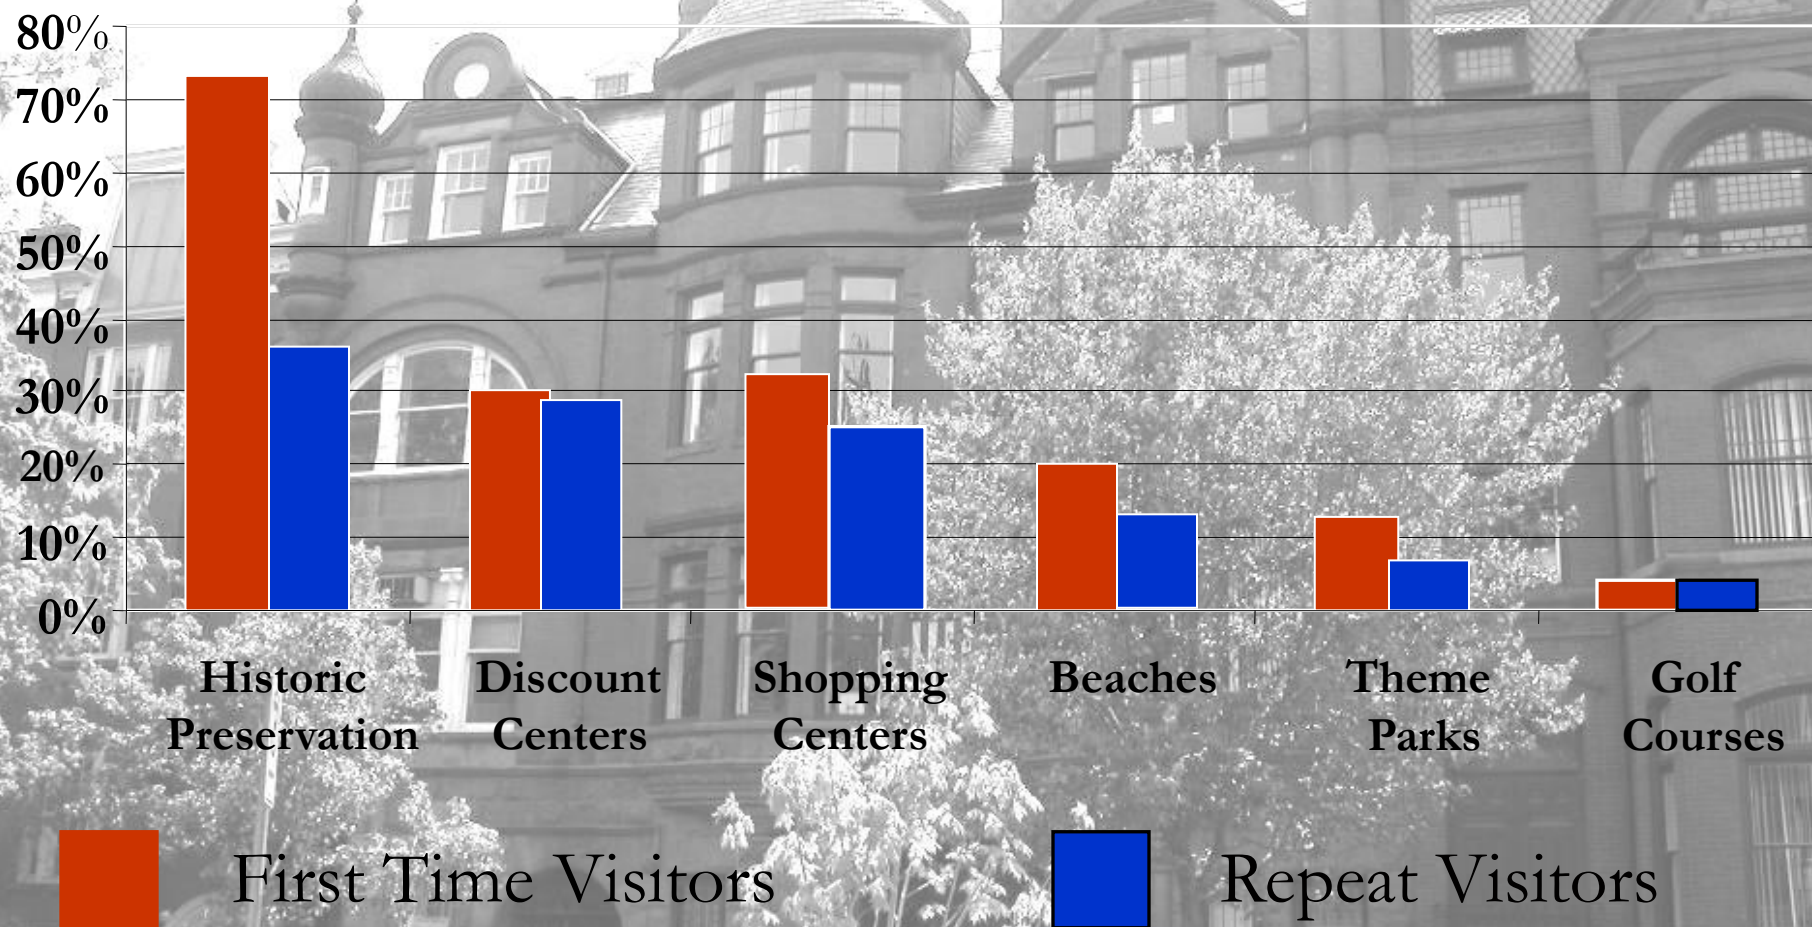 80%
70%
60%
50%
40%
30%
20%
10%
0%
Historic Preservation
Discount Centers
Shopping Centers
Beaches
Theme Parks
Golf Courses
First Time Visitors
Repeat Visitors